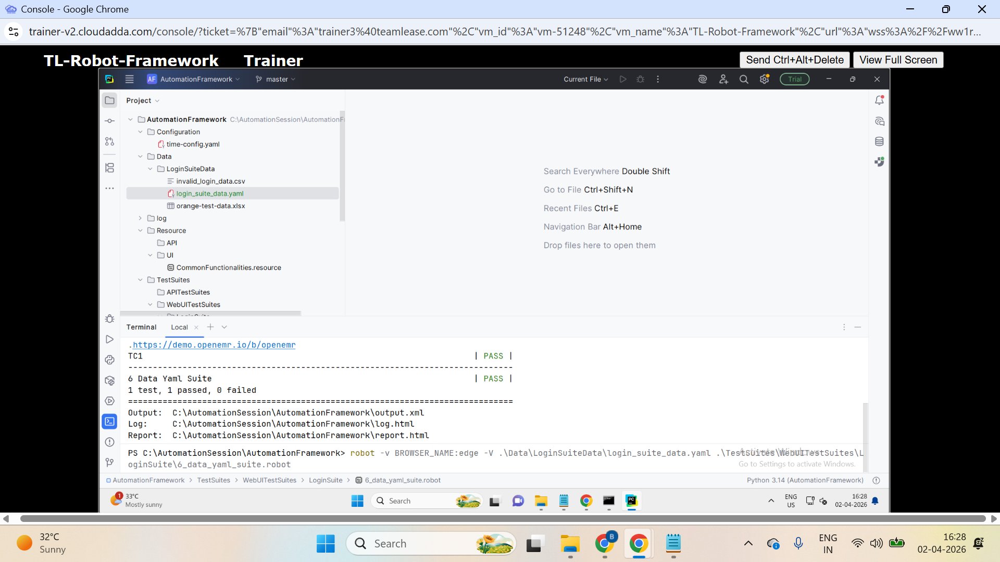 Console - Google Chrome
trainer-v2.cloudadda.com/console/?ticket=%7B"email"%3A"trainer3%40teamlease.com"%2C"vm_id"%3A"vm-51248"%2C"vm_name"%3A"TL-Robot-Framework"%2C"url"%3A"wss%3A%2F%2Fww1r...
TL-Robot-Framework Trainer
Send Ctrl+Alt+Delete View Full Screen
PC AF AutomationFramework master Current File Trial
Project
AutomationFramework C:\AutomationSession\AutomationF
Configuration
time-config.yaml
Data
LoginSuiteData
invalid_login_data.csv
login_suite_data.yaml
orange-test-data.xlsx
log
Resource
API
UI
CommonFunctionalities.resource
TestSuites
APITestSuites
WebUITestSuites
Search Everywhere Double Shift
Go to File Ctrl+Shift+N
Recent Files Ctrl+E
Navigation Bar Alt+Home
Drop files here to open them
Terminal Local
.https://demo.openemr.io/b/openemr
TC1 | PASS |
------------------------------------------------------------------------------
6 Data Yaml Suite | PASS |
1 test, 1 passed, 0 failed
==============================================================================
Output: C:\AutomationSession\AutomationFramework\output.xml
Log: C:\AutomationSession\AutomationFramework\log.html
Report: C:\AutomationSession\AutomationFramework\report.html
PS C:\AutomationSession\AutomationFramework> robot -v BROWSER_NAME:edge -V .\Data\LoginSuiteData\login_suite_data.yaml .\TestSuites\WebUITestSuites\L
oginSuite\6_data_yaml_suite.robot
Activate Windows
Go to Settings to activate Windows.
AutomationFramework > TestSuites > WebUITestSuites > LoginSuite > 6_data_yaml_suite.robot
Python 3.14 (AutomationFramework)
1
33°C
Mostly sunny
Search
PC
ENG
US
16:28
02-04-2026
32°C
Sunny
Search
B
ENG
IN
16:28
02-04-2026